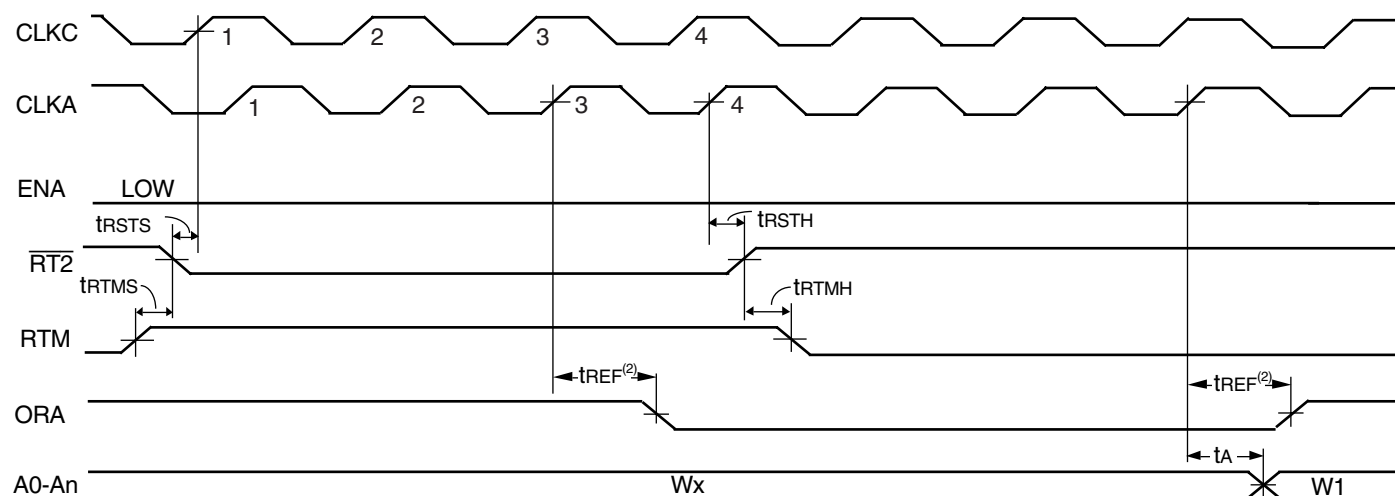 CLKC 1 2 3 4
CLKA 1 2 3 4
ENA LOW
tRSTS tRSTH
RT2
tRTMS tRTMH
RTM
tREF(2) tREF(2)
ORA
tA
A0-An Wx W1